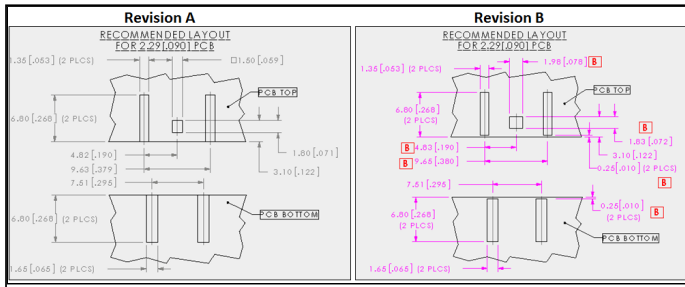 Revision A
RECOMMENDED LAYOUT
FOR 2.29[.090] PCB
1.35[.053] (2 PLCS)
□1.50[.059]
PCB TOP
6.80[.268]
(2 PLCS)
1.80[.071]
4.82[.190]
3.10[.122]
9.63[.379]
7.51[.295]
6.80[.268] (2 PLCS)
PCB BOTTOM
1.65[.065] (2 PLCS)
Revision B
RECOMMENDED LAYOUT
FOR 2.29[.090] PCB
1.98[.078] B
1.35[.053]
(2 PLCS)
PCB TOP
6.80[.268]
(2 PLCS)
1.83[.072]
B
B 4.83[.190]
3.10[.122]
B 9.65[.380]
0.25[.010]
(2 PLCS)
B
7.51[.295]
0.25[.010]
(2 PLCS)
B
6.80[.268]
(2 PLCS)
PCB BOTTOM
1.65[.065] (2 PLCS)